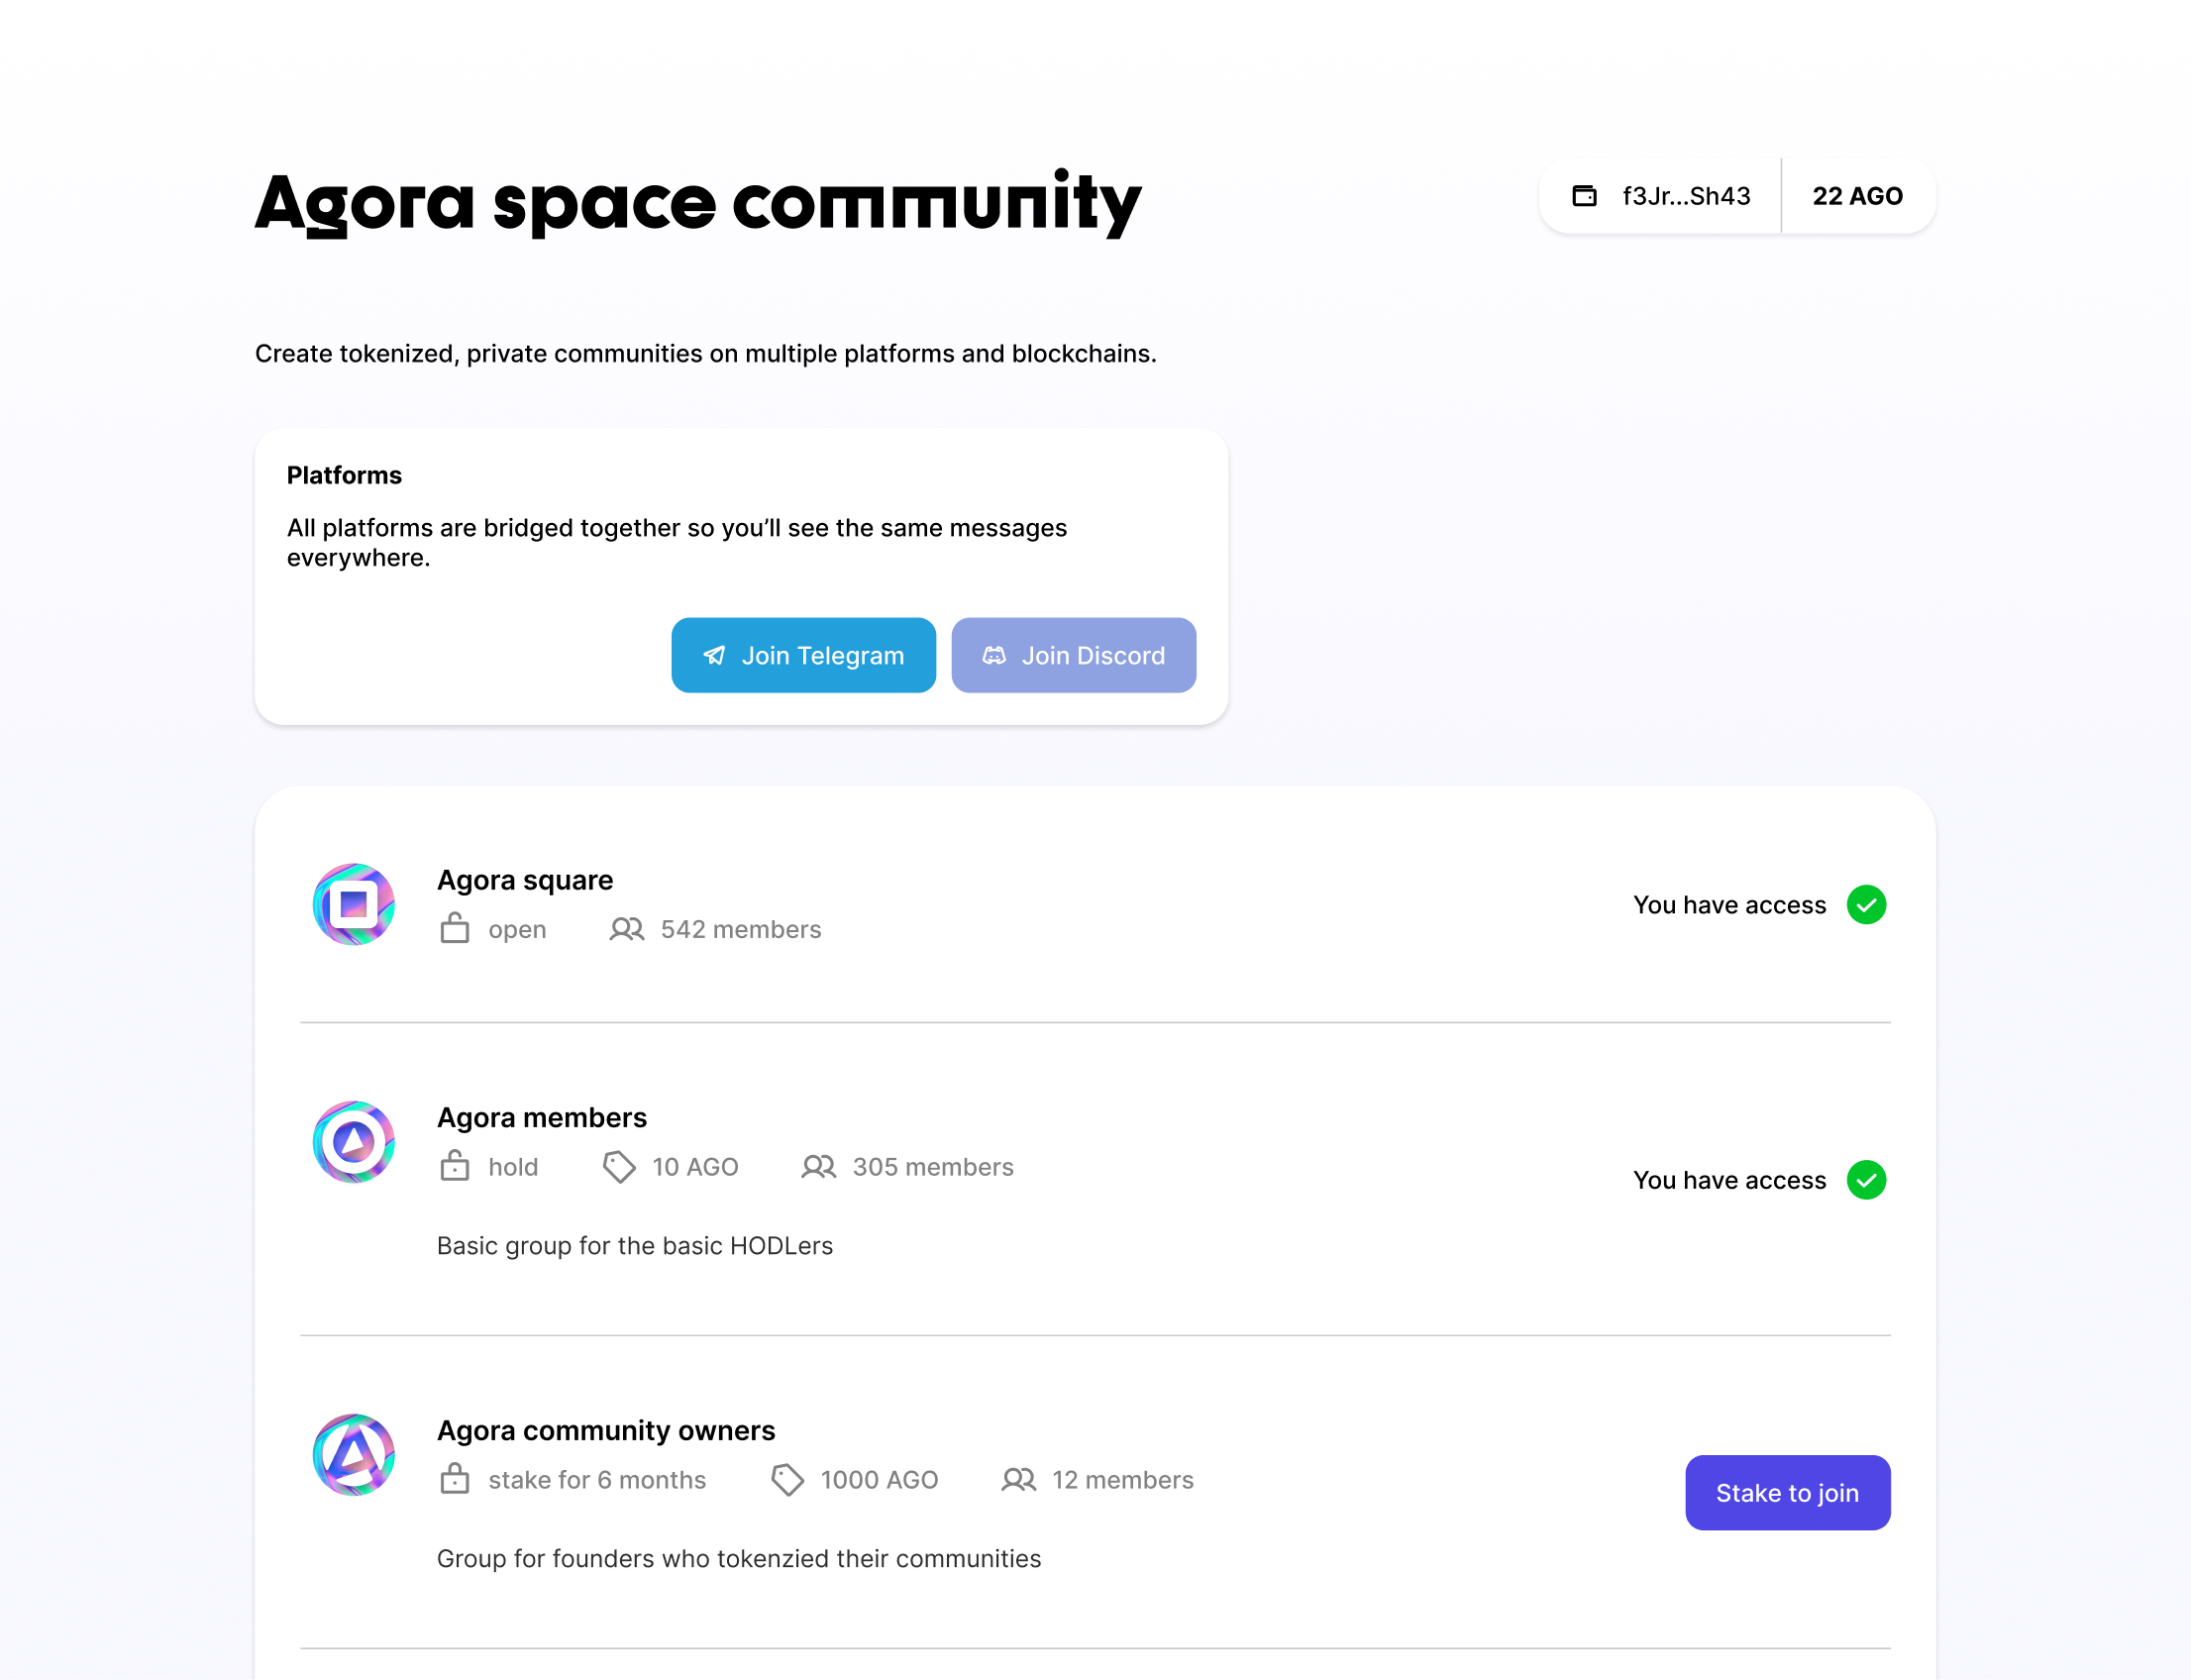 Agora space community
f3Jr...Sh43
22 AGO
Create tokenized, private communities on multiple platforms and blockchains.
Platforms
All platforms are bridged together so you’ll see the same messages
everywhere.
Join Telegram
Join Discord
Agora square
open
542 members
You have access
Agora members
hold
10 AGO
305 members
You have access
Basic group for the basic HODLers
Agora community owners
stake for 6 months
1000 AGO
12 members
Stake to join
Group for founders who tokenzied their communities